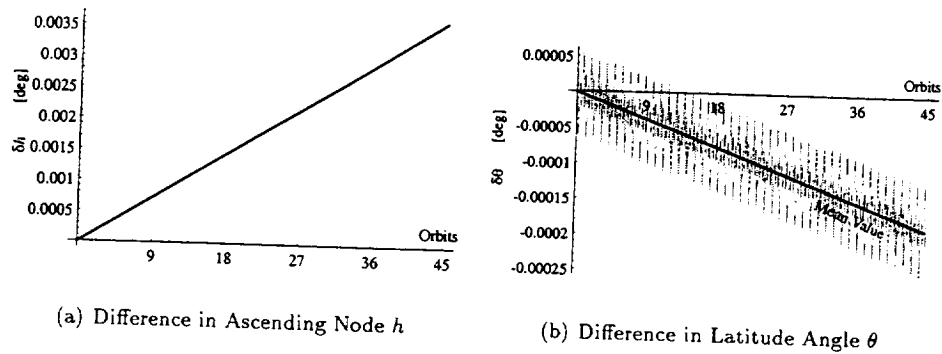 0.0035
0.003
0.0025
0.002
0.0015
0.001
0.0005
δh [deg]
Orbits
9 18 27 36 45
(a) Difference in Ascending Node h
0.00005
-0.00005
-0.0001
-0.00015
-0.0002
-0.00025
δθ [deg]
Orbits
9 18 27 36 45
Mean Value
(b) Difference in Latitude Angle θ